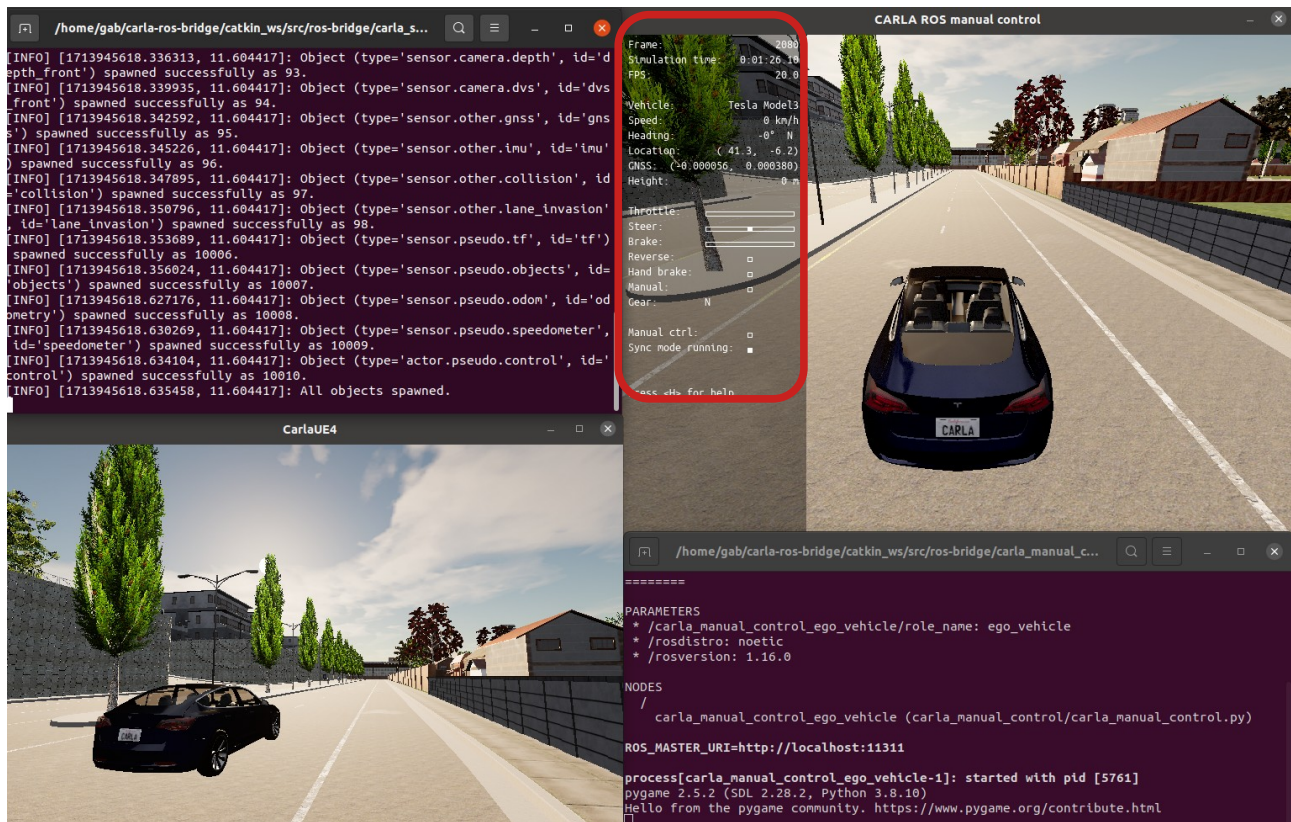 /home/gab/carla-ros-bridge/catkin_ws/src/ros-bridge/carla_s...
[INFO] [1713945618.336313, 11.604417]: Object (type='sensor.camera.depth', id='d
epth_front') spawned successfully as 93.
[INFO] [1713945618.339935, 11.604417]: Object (type='sensor.camera.dvs', id='dvs
_front') spawned successfully as 94.
[INFO] [1713945618.342592, 11.604417]: Object (type='sensor.other.gnss', id='gns
s') spawned successfully as 95.
[INFO] [1713945618.345226, 11.604417]: Object (type='sensor.other.imu', id='imu'
) spawned successfully as 96.
[INFO] [1713945618.347895, 11.604417]: Object (type='sensor.other.collision', id
='collision') spawned successfully as 97.
[INFO] [1713945618.350796, 11.604417]: Object (type='sensor.other.lane_invasion'
, id='lane_invasion') spawned successfully as 98.
[INFO] [1713945618.353689, 11.604417]: Object (type='sensor.pseudo.tf', id='tf')
spawned successfully as 10006.
[INFO] [1713945618.356024, 11.604417]: Object (type='sensor.pseudo.objects', id=
'objects') spawned successfully as 10007.
[INFO] [1713945618.627176, 11.604417]: Object (type='sensor.pseudo.odom', id='od
ometry') spawned successfully as 10008.
[INFO] [1713945618.630269, 11.604417]: Object (type='sensor.pseudo.speedometer',
id='speedometer') spawned successfully as 10009.
[INFO] [1713945618.634104, 11.604417]: Object (type='actor.pseudo.control', id='
control') spawned successfully as 10010.
[INFO] [1713945618.635458, 11.604417]: All objects spawned.
CARLA ROS manual control
Frame: 2080
Simulation time: 0:01:26.10
FPS: 20.0
Vehicle: Tesla Model3
Speed: 0 km/h
Heading: -0° N
Location: ( 41.3, -6.2)
GNSS: (-0.000056, 0.000380)
Height: 0 m
Throttle:
Steer:
Brake:
Reverse:
Hand brake:
Manual:
Gear: N
Manual ctrl:
Sync mode running:
Press <H> for help
CARLA
CarlaUE4
CARLA
/home/gab/carla-ros-bridge/catkin_ws/src/ros-bridge/carla_manual_c...
========
PARAMETERS
* /carla_manual_control_ego_vehicle/role_name: ego_vehicle
* /rosdistro: noetic
* /rosversion: 1.16.0
NODES
/
carla_manual_control_ego_vehicle (carla_manual_control/carla_manual_control.py)
ROS_MASTER_URI=http://localhost:11311
process[carla_manual_control_ego_vehicle-1]: started with pid [5761]
pygame 2.5.2 (SDL 2.28.2, Python 3.8.10)
Hello from the pygame community. https://www.pygame.org/contribute.html